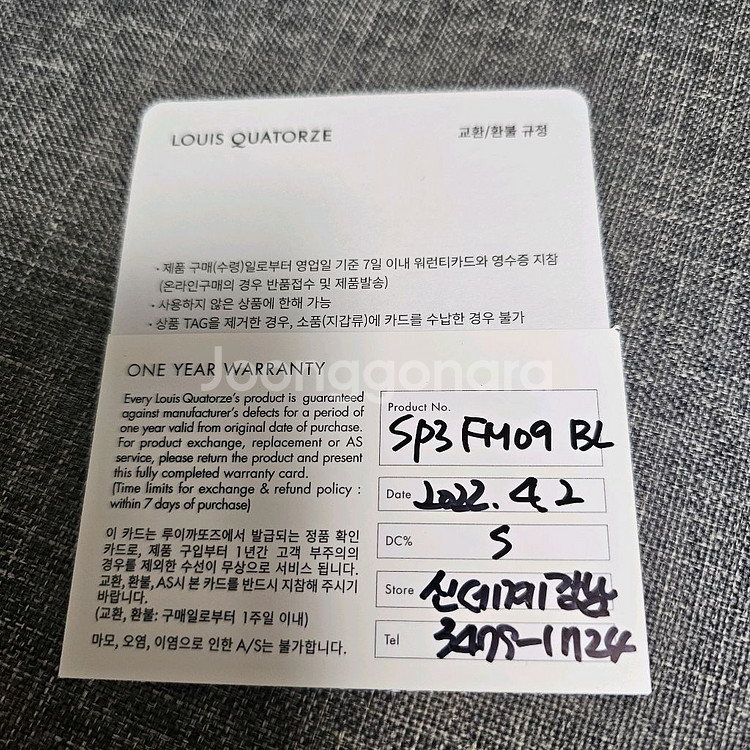 LOUIS QUATORZE
교환/환불 규정
· 제품 구매(수령)일로부터 영업일 기준 7일 이내 워런티카드와 영수증 지참
(온라인구매의 경우 반품접수 및 제품발송)
· 사용하지 않은 상품에 한해 가능
· 상품 TAG을 제거한 경우, 소품(지갑류)에 카드를 수납한 경우 불가
Joonggonara
ONE YEAR WARRANTY
Every Louis Quatorze's product is guaranteed
against manufacturer's defects for a period of
one year valid from original date of purchase.
For product exchange, replacement or AS
service, please return the product and present
this fully completed warranty card.
(Time limits for exchange & refund policy :
within 7 days of purchase)
이 카드는 루이까또즈에서 발급되는 정품 확인
카드로, 제품 구입부터 1년간 고객 부주의의
경우를 제외한 수선이 무상으로 서비스 됩니다.
교환, 환불, AS시 본 카드를 반드시 지참해 주시기
바랍니다.
(교환, 환불: 구매일로부터 1주일 이내)
마모, 오염, 이염으로 인한 A/S는 불가합니다.
Product No.
SP3FM09 BL
Date 2022. 4. 2
DC% 5
Store 신세계강남
Tel 3479-1724